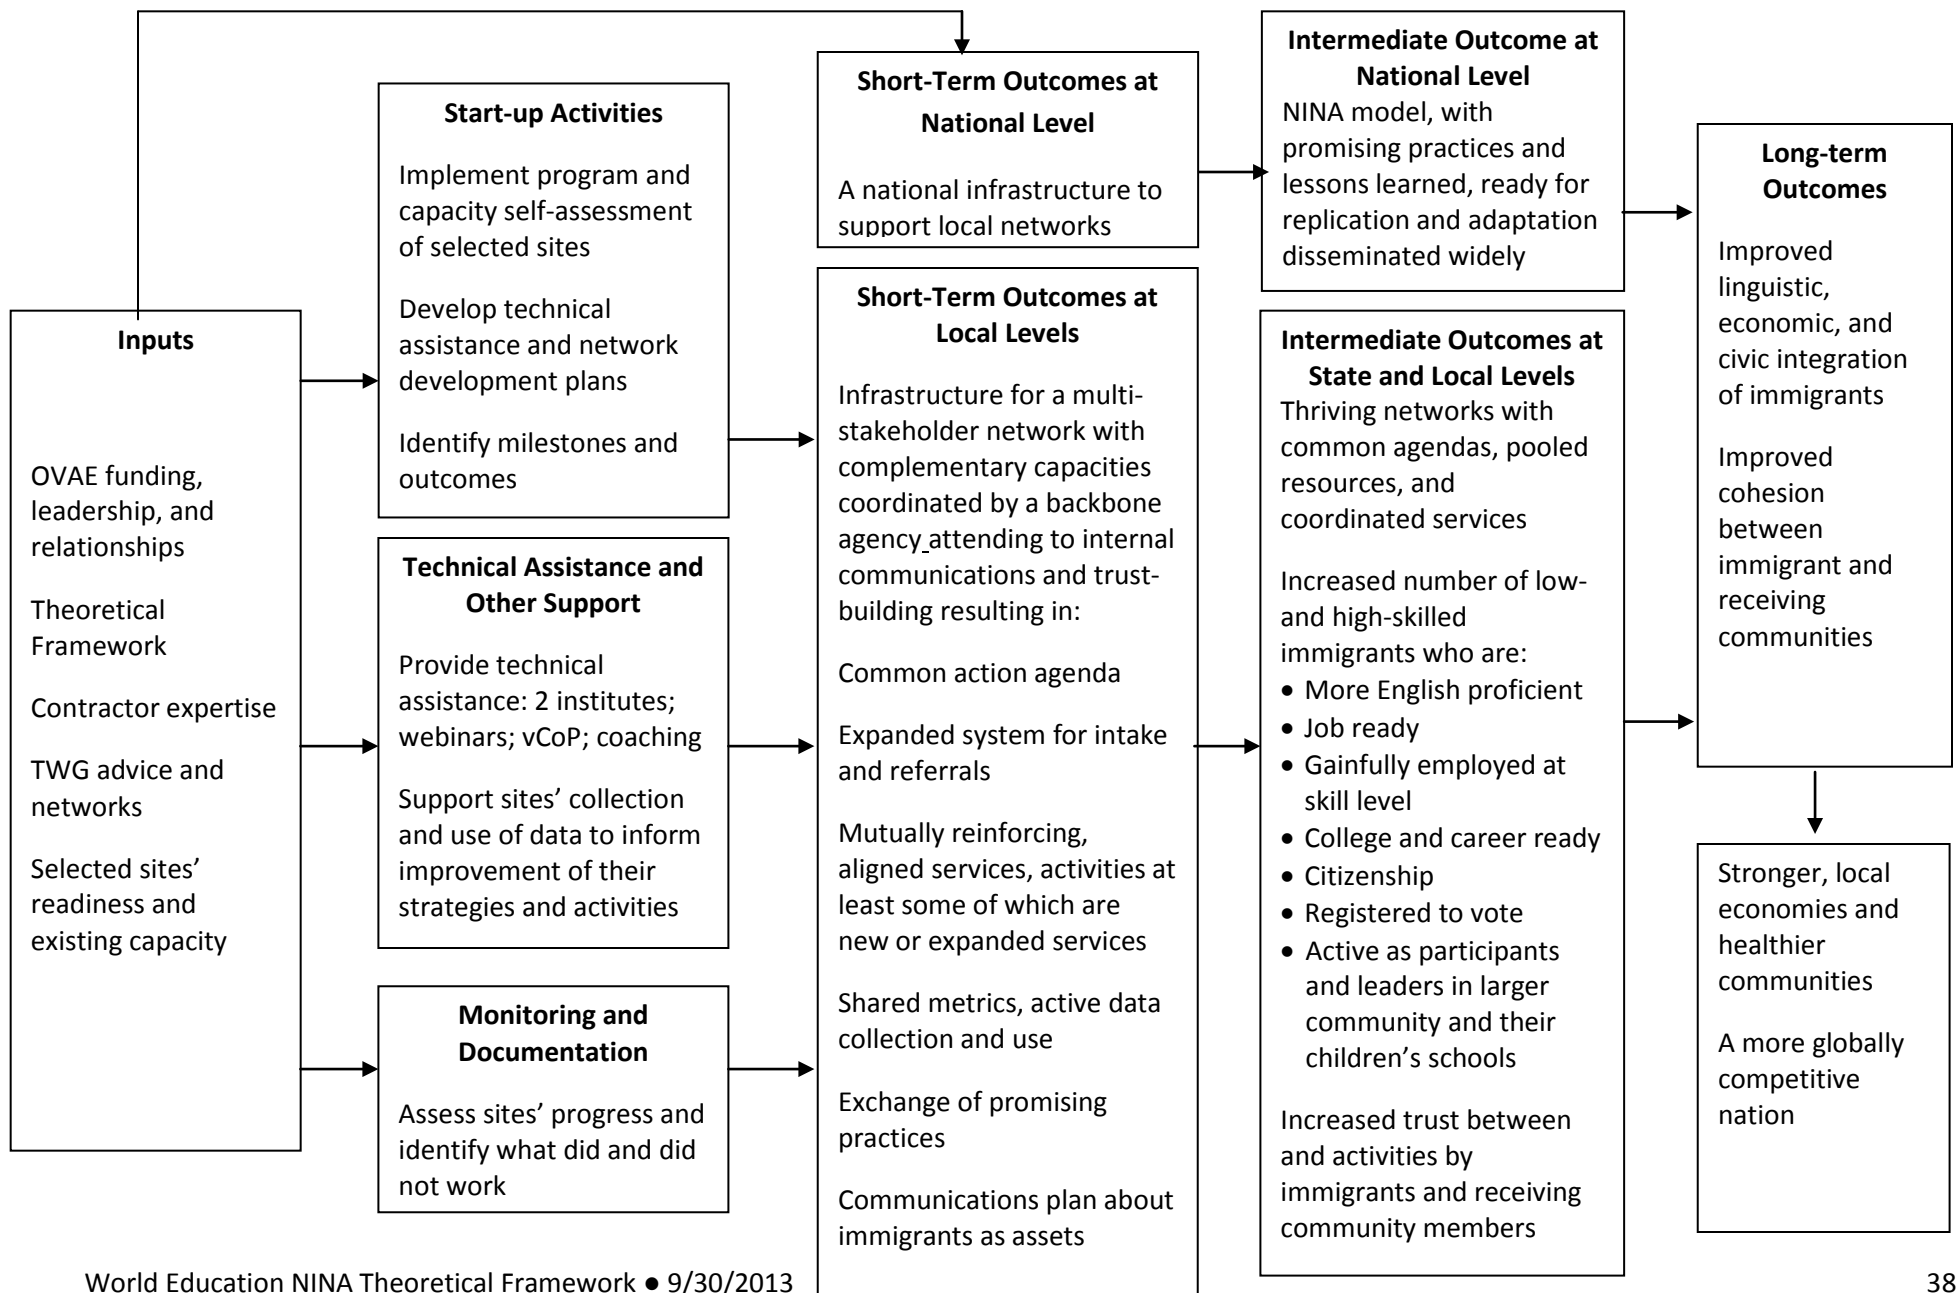 Inputs
OVAE funding,
leadership, and
relationships
Theoretical
Framework
Contractor expertise
TWG advice and
networks
Selected sites’
readiness and
existing capacity
Start-up Activities
Implement program and
capacity self-assessment
of selected sites
Develop technical
assistance and network
development plans
Identify milestones and
outcomes
Technical Assistance and
Other Support
Provide technical
assistance: 2 institutes;
webinars; vCoP; coaching
Support sites’ collection
and use of data to inform
improvement of their
strategies and activities
Monitoring and
Documentation
Assess sites’ progress and
identify what did and did
not work
Short-Term Outcomes at
National Level
A national infrastructure to
support local networks
Short-Term Outcomes at
Local Levels
Infrastructure for a multi-
stakeholder network with
complementary capacities
coordinated by a backbone
agency attending to internal
communications and trust-
building resulting in:
Common action agenda
Expanded system for intake
and referrals
Mutually reinforcing,
aligned services, activities at
least some of which are
new or expanded services
Shared metrics, active data
collection and use
Exchange of promising
practices
Communications plan about
immigrants as assets
Intermediate Outcome at
National Level
NINA model, with
promising practices and
lessons learned, ready for
replication and adaptation
disseminated widely
Intermediate Outcomes at
State and Local Levels
Thriving networks with
common agendas, pooled
resources, and
coordinated services
Increased number of low-
and high-skilled
immigrants who are:
• More English proficient
• Job ready
• Gainfully employed at
skill level
• College and career ready
• Citizenship
• Registered to vote
• Active as participants
and leaders in larger
community and their
children’s schools
Increased trust between
and activities by
immigrants and receiving
community members
Long-term
Outcomes
Improved
linguistic,
economic, and
civic integration
of immigrants
Improved
cohesion
between
immigrant and
receiving
communities
Stronger, local
economies and
healthier
communities
A more globally
competitive
nation
World Education NINA Theoretical Framework ● 9/30/2013
38